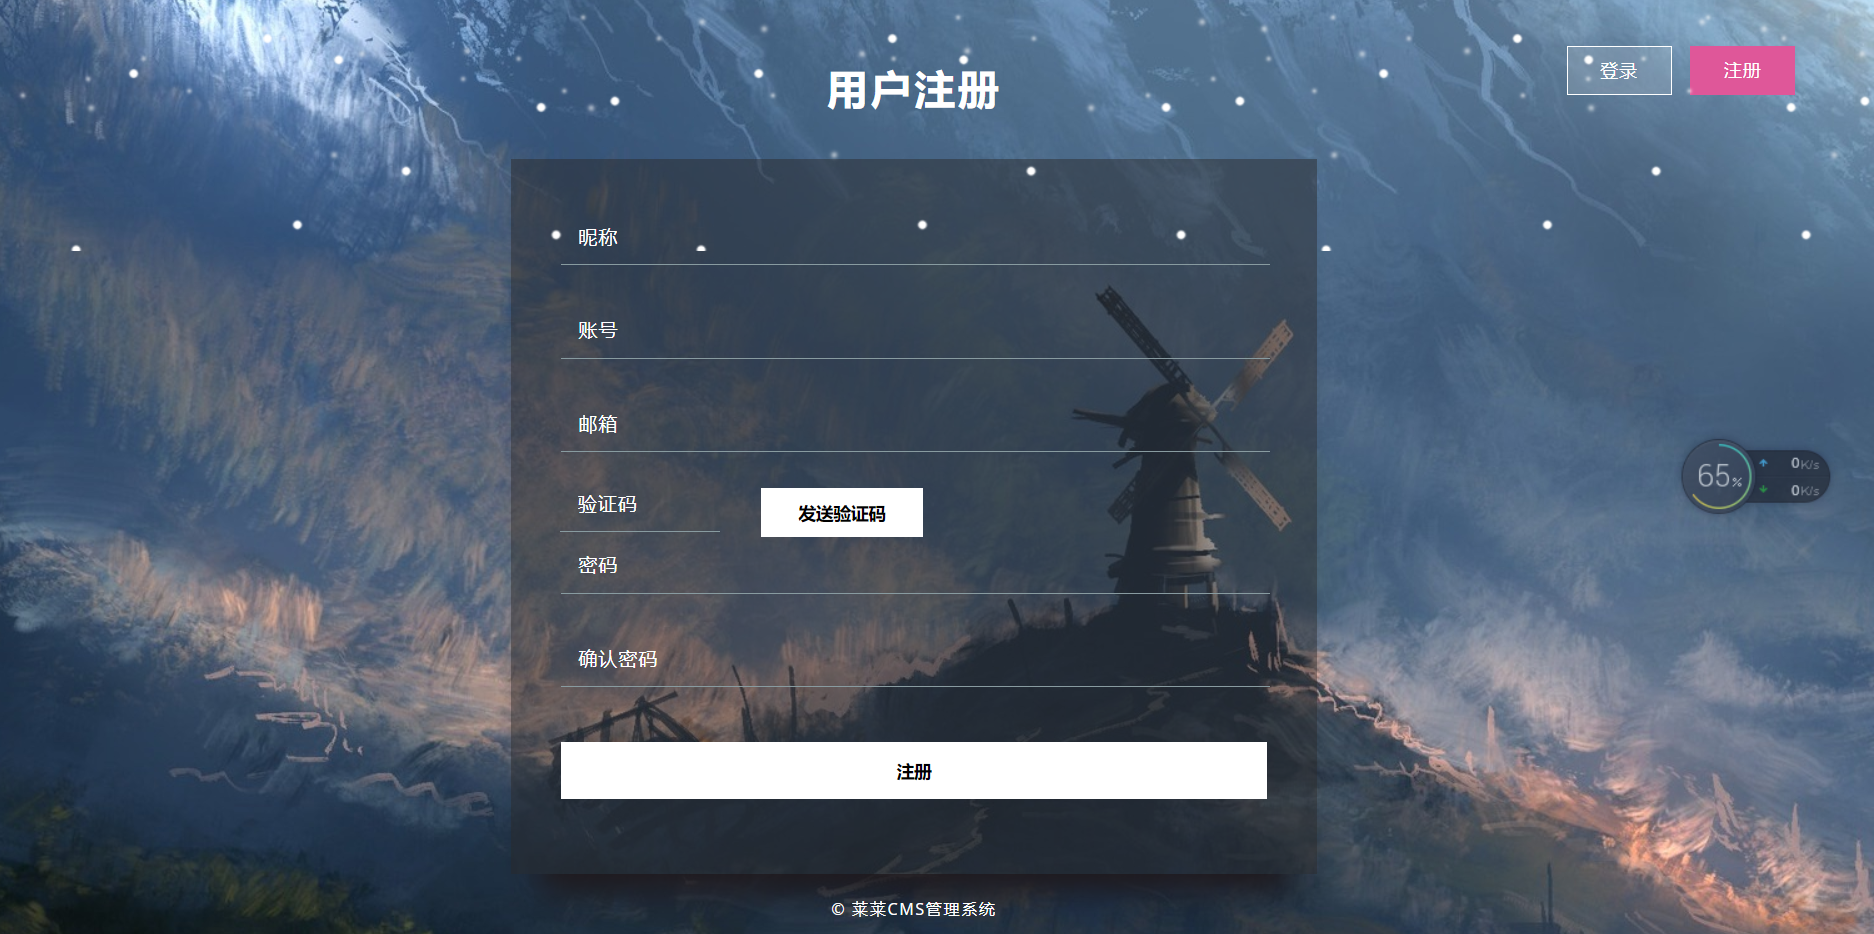 用户注册
登录
注册
昵称
账号
邮箱
验证码
发送验证码
密码
确认密码
注册
65%
0K/s
0K/s
© 莱莱CMS管理系统